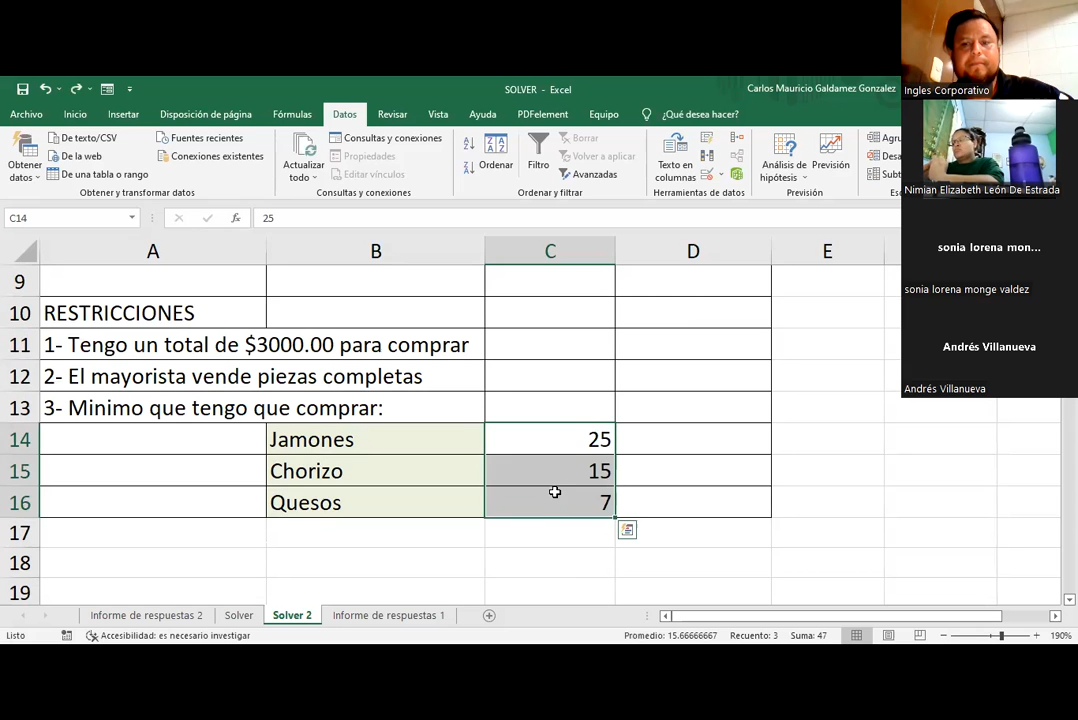 SOLVER - Excel
Carlos Mauricio Galdamez Gonzalez
Ingles Corporativo
Archivo Inicio Insertar Disposición de página Fórmulas Datos Revisar Vista Ayuda PDFelement Equipo ¿Qué desea hacer?
Obtener datos
De texto/CSV
De la web
De una tabla o rango
Fuentes recientes
Conexiones existentes
Obtener y transformar datos
Actualizar todo
Consultas y conexiones
Propiedades
Editar vínculos
Consultas y conexiones
Ordenar
Filtro
Borrar
Volver a aplicar
Avanzadas
Ordenar y filtrar
Texto en columnas
Herramientas de datos
Análisis de hipótesis
Previsión
Previsión
Agru
Desa
Subt
Es
Nimian Elizabeth León De Estrada
sonia lorena mon...
sonia lorena monge valdez
Andrés Villanueva
Andrés Villanueva
C14 fx 25
A B C D E
9
10 RESTRICCIONES
11 1- Tengo un total de $3000.00 para comprar
12 2- El mayorista vende piezas completas
13 3- Minimo que tengo que comprar:
14 Jamones 25
15 Chorizo 15
16 Quesos 7
17
18
19
Informe de respuestas 2 Solver Solver 2 Informe de respuestas 1
Listo Accesibilidad: es necesario investigar Promedio: 15.66666667 Recuento: 3 Suma: 47 190%